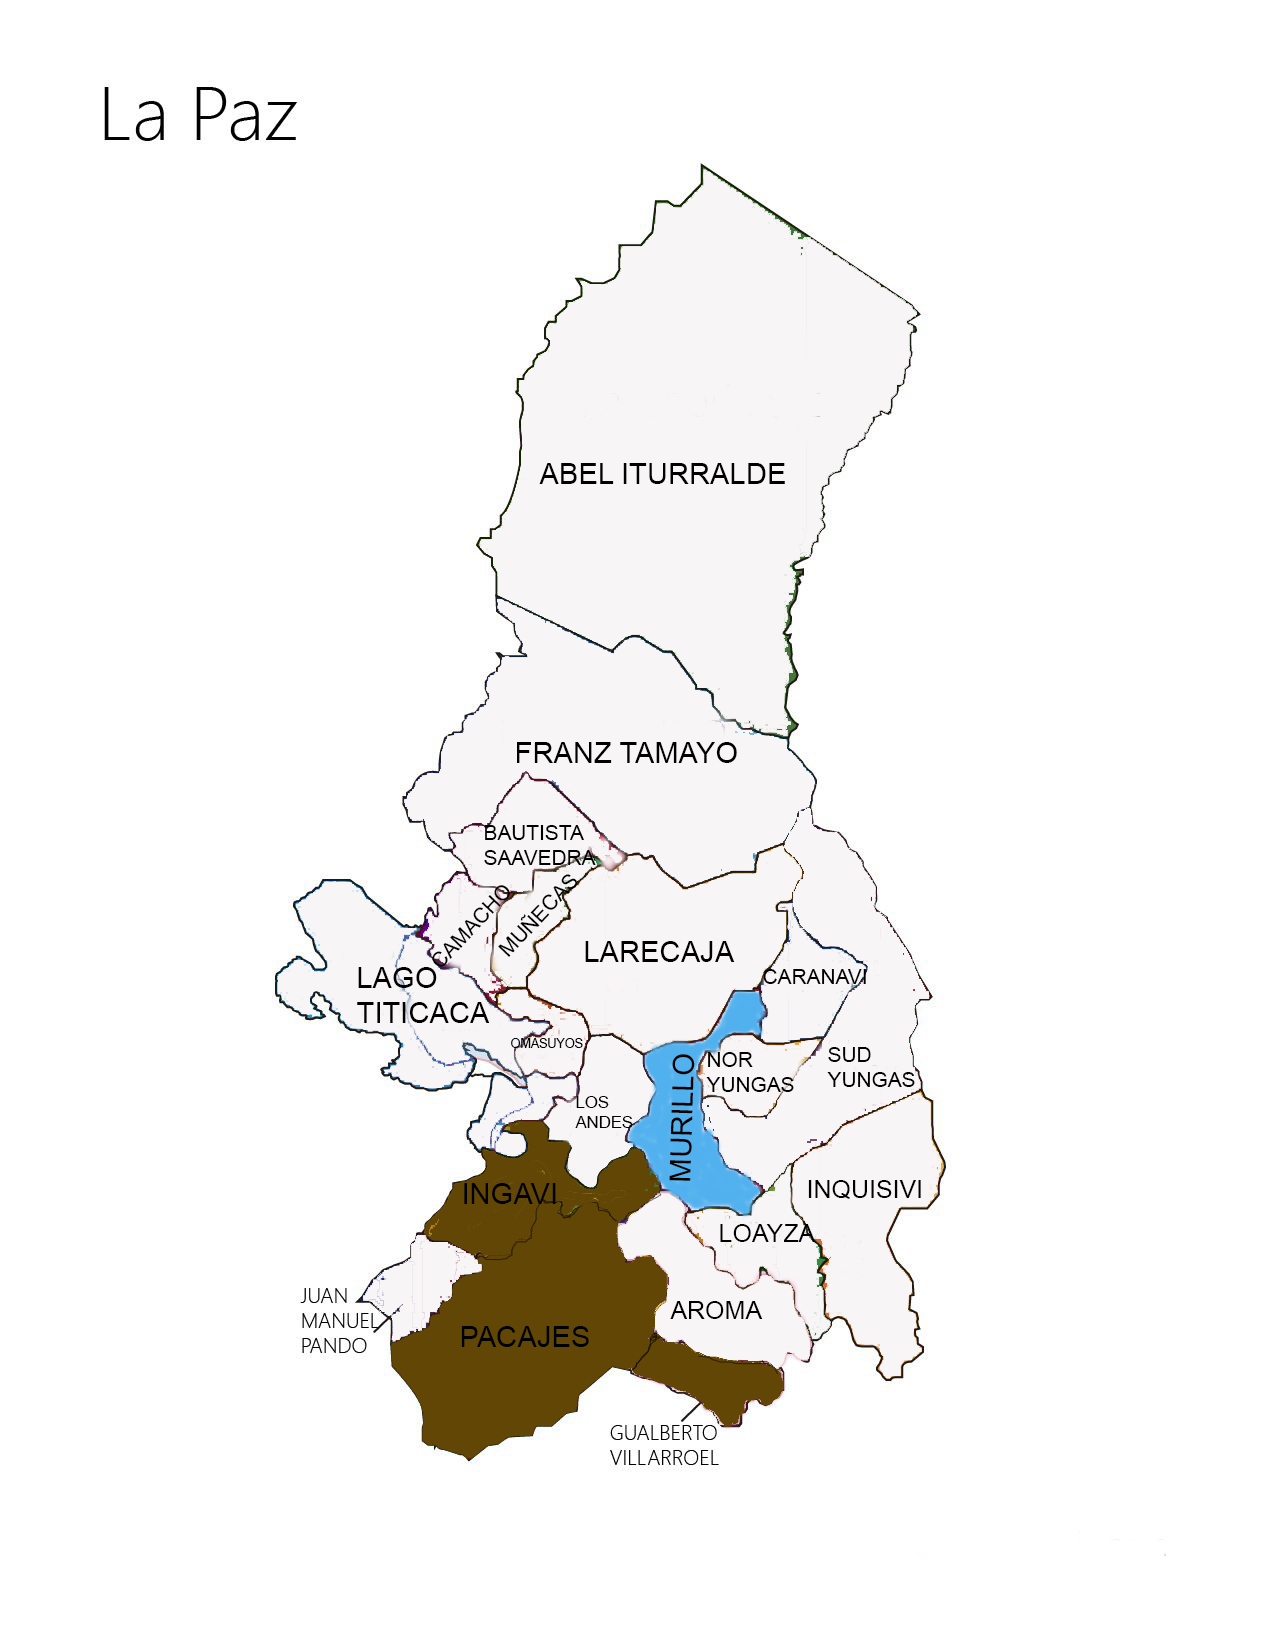 La Paz
ABEL ITURRALDE
FRANZ TAMAYO
BAUTISTA
SAAVEDRA
CAMACHO
MUÑECAS
LARECAJA
LAGO
TITICACA
CARANAVI
OMASUYOS
NOR
YUNGAS
SUD
YUNGAS
LOS
ANDES
MURILLO
INGAVI
INQUISIVI
LOAYZA
JUAN
MANUEL
PANDO
AROMA
PACAJES
GUALBERTO
VILLARROEL